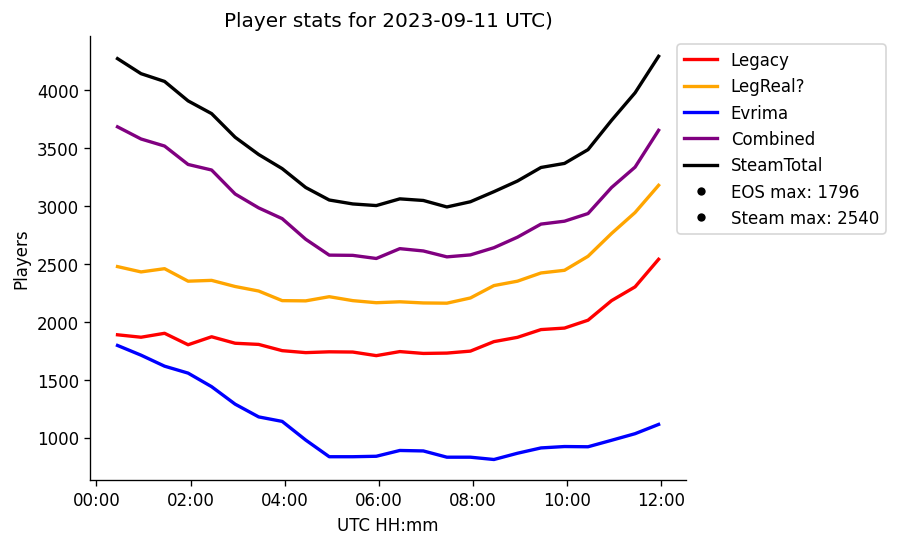 Player stats for 2023-09-11 UTC)
Legacy
LegReal?
Evrima
Combined
SteamTotal
EOS max: 1796
Steam max: 2540
Players
4000
3500
3000
2500
2000
1500
1000
00:00 02:00 04:00 06:00 08:00 10:00 12:00
UTC HH:mm